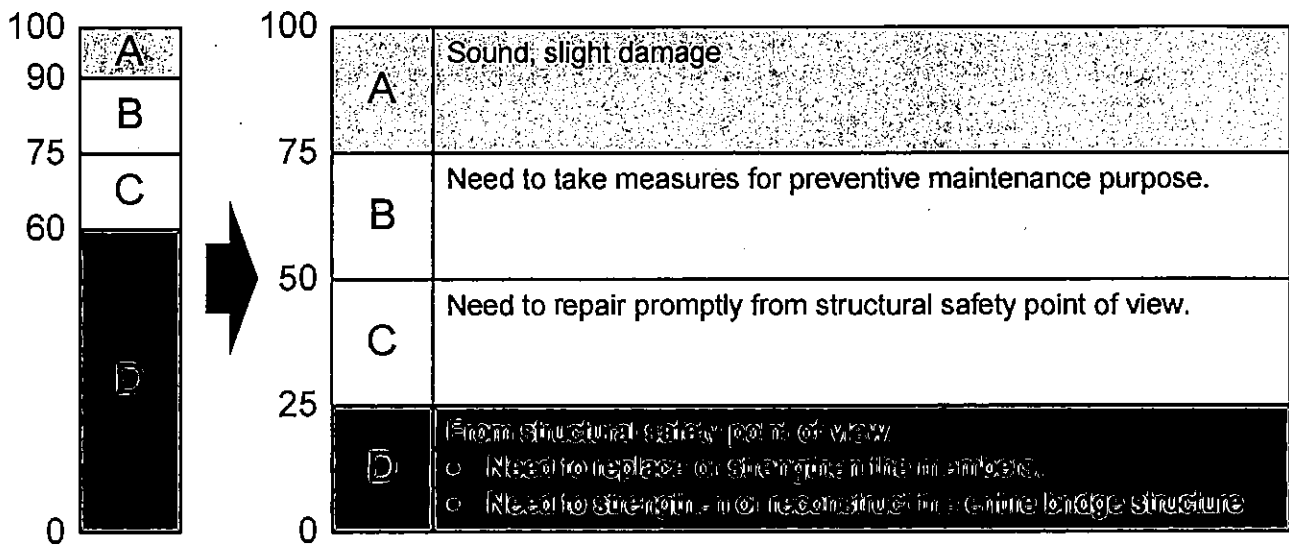 100
A
90
B
75
C
60
D
0
100
A
Sound, slight damage
75
B
Need to take measures for preventive maintenance purpose.
50
C
Need to repair promptly from structural safety point of view.
25
D
From structural safety point of view
○ Need to replace or strengthen the members.
○ Need to or reconstruct entire bridge structure
0